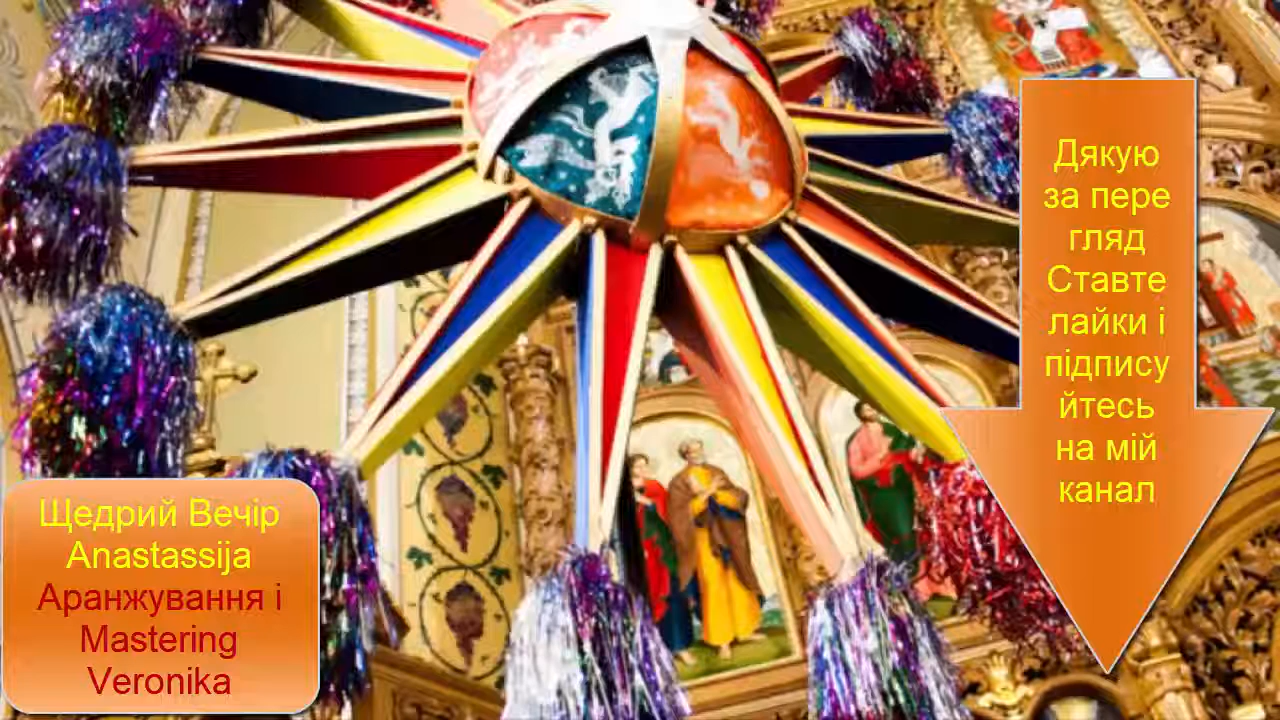 Щедрий Вечір
Anastassija
Аранжування і
Mastering
Veronika
Дякую
за пере
гляд
Ставте
лайки і
підпису
йтесь
на мій
канал